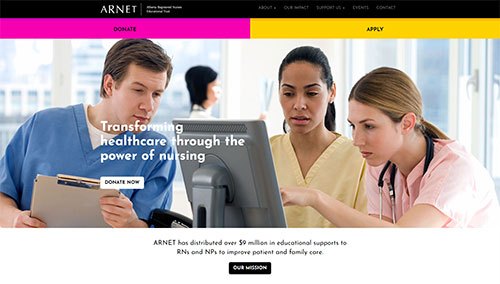 ARNET
Alberta Registered Nurses
Educational Trust
ABOUT
OUR IMPACT
SUPPORT US
EVENTS
CONTACT
DONATE
APPLY
Transforming
healthcare through the
power of nursing
DONATE NOW
ARNET has distributed over $9 million in educational supports to
RNs and NPs to improve patient and family care.
OUR MISSION